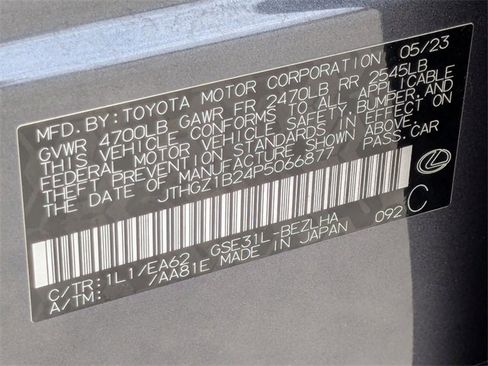 MFD.BY:TOYOTA MOTOR CORPORATION 05/23
GVWR 4700LB GAWR FR 2470LB RR 2545LB
THIS VEHICLE CONFORMS TO ALL APPLICABLE
FEDERAL MOTOR VEHICLE SAFETY,BUMPER,AND
THEFT PREVENTION STANDARDS IN EFFECT ON
THE DATE OF MANUFACTURE SHOWN ABOVE.
JTHGZ1B24P5066877 PASS.CAR
C
092
C/TR:1L1/EA62 GSE31L-BEZLHA
A/TM: /AA81E MADE IN JAPAN